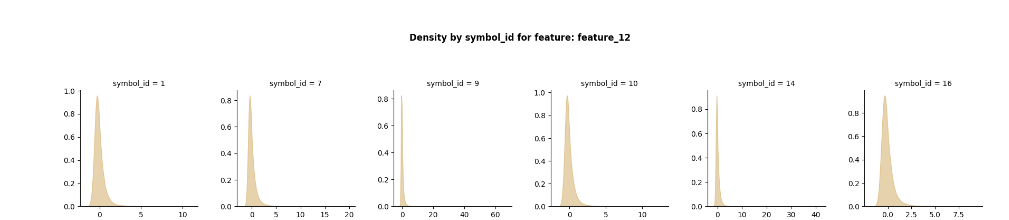 Density by symbol_id for feature: feature_12
symbol_id = 1
symbol_id = 7
symbol_id = 9
symbol_id = 10
symbol_id = 14
symbol_id = 16
1.0
0.8
0.6
0.4
0.2
0.0
0 5 10
0.8
0.6
0.4
0.2
0.0
0 5 10 15 20
0.8
0.6
0.4
0.2
0.0
0 20 40 60
1.0
0.8
0.6
0.4
0.2
0.0
0 5 10
0.8
0.6
0.4
0.2
0.0
0 10 20 30 40
0.8
0.6
0.4
0.2
0.0
0.0 2.5 5.0 7.5